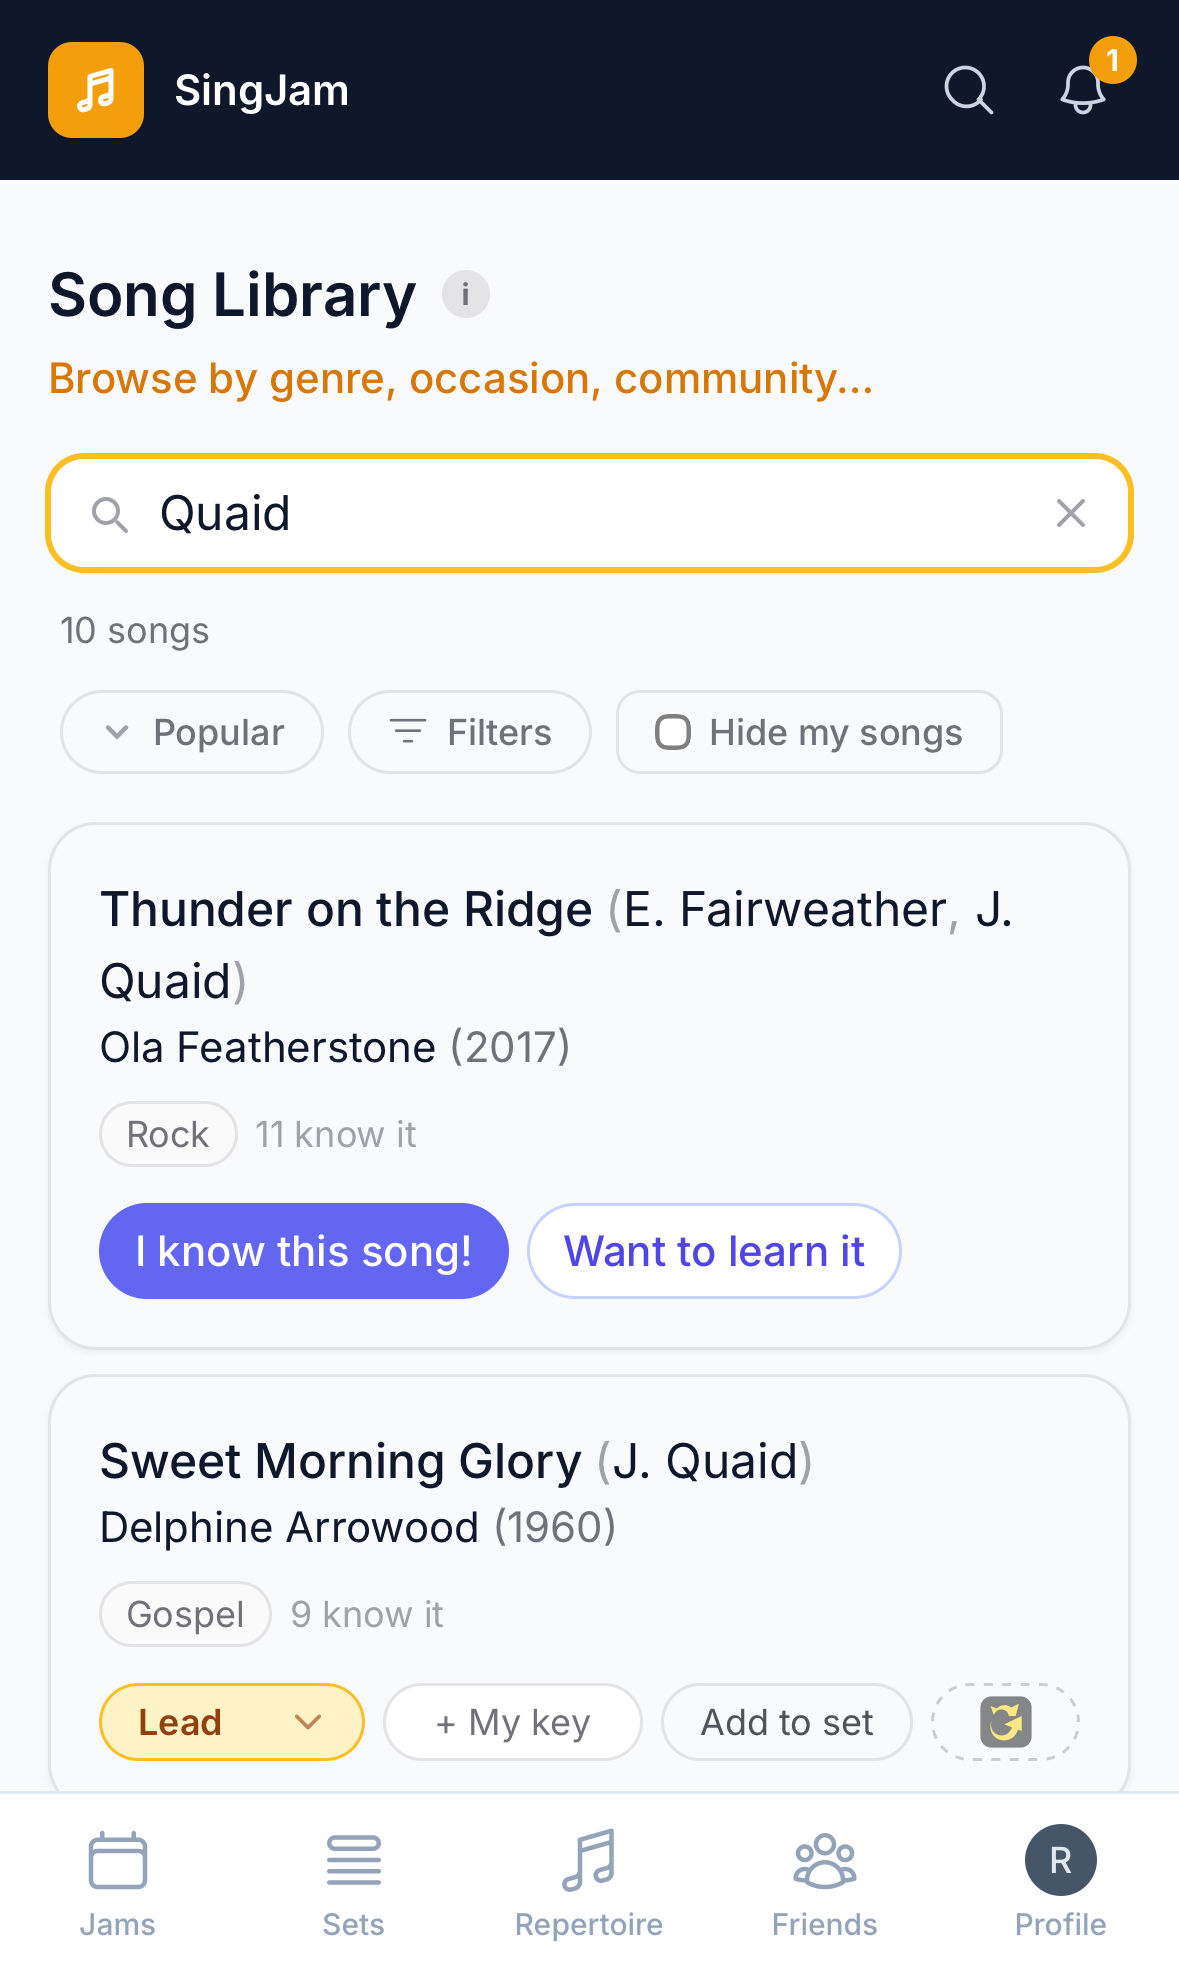 SingJam
1
Song Library i
Browse by genre, occasion, community...
Quaid
10 songs
Popular Filters Hide my songs
Thunder on the Ridge (E. Fairweather, J.
Quaid)
Ola Featherstone (2017)
Rock 11 know it
I know this song! Want to learn it
Sweet Morning Glory (J. Quaid)
Delphine Arrowood (1960)
Gospel 9 know it
Lead + My key Add to set
Jams Sets Repertoire Friends R Profile